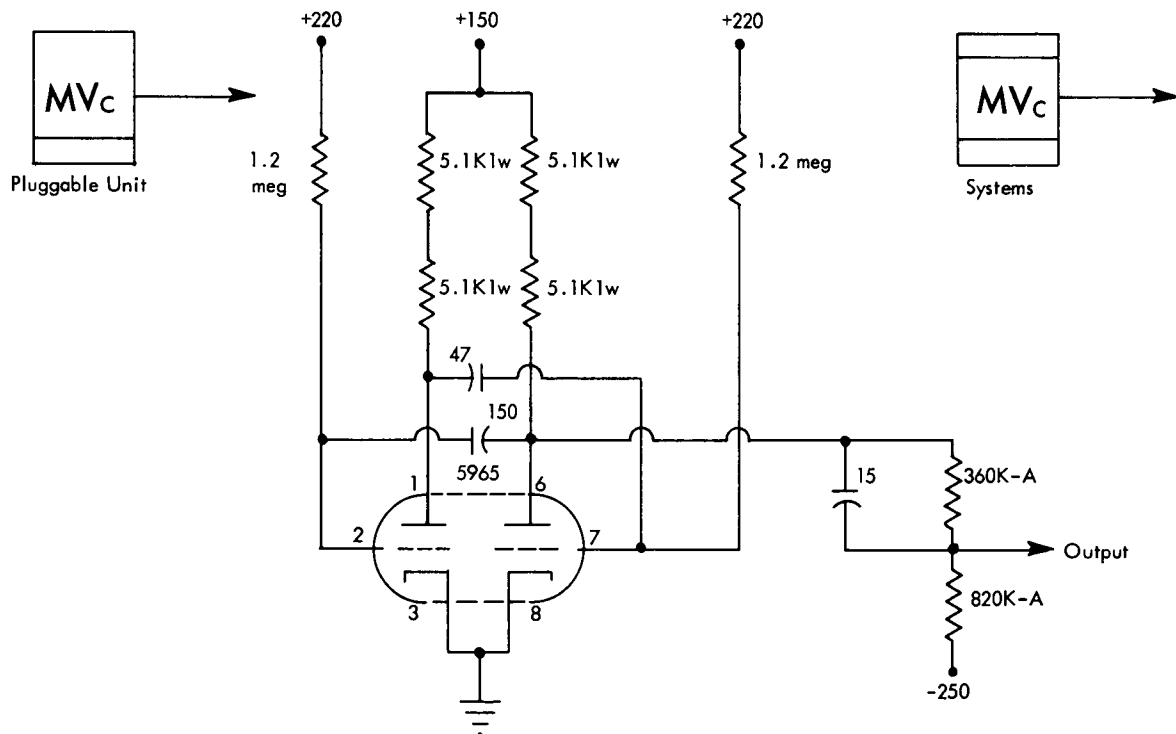 +220
+150
+220
MVC
MVC
1.2
meg
5.1K1w
5.1K1w
1.2 meg
Pluggable Unit
Systems
5.1K1w
5.1K1w
47
150
5965
1
6
15
360K-A
2
7
Output
3
8
820K-A
-250